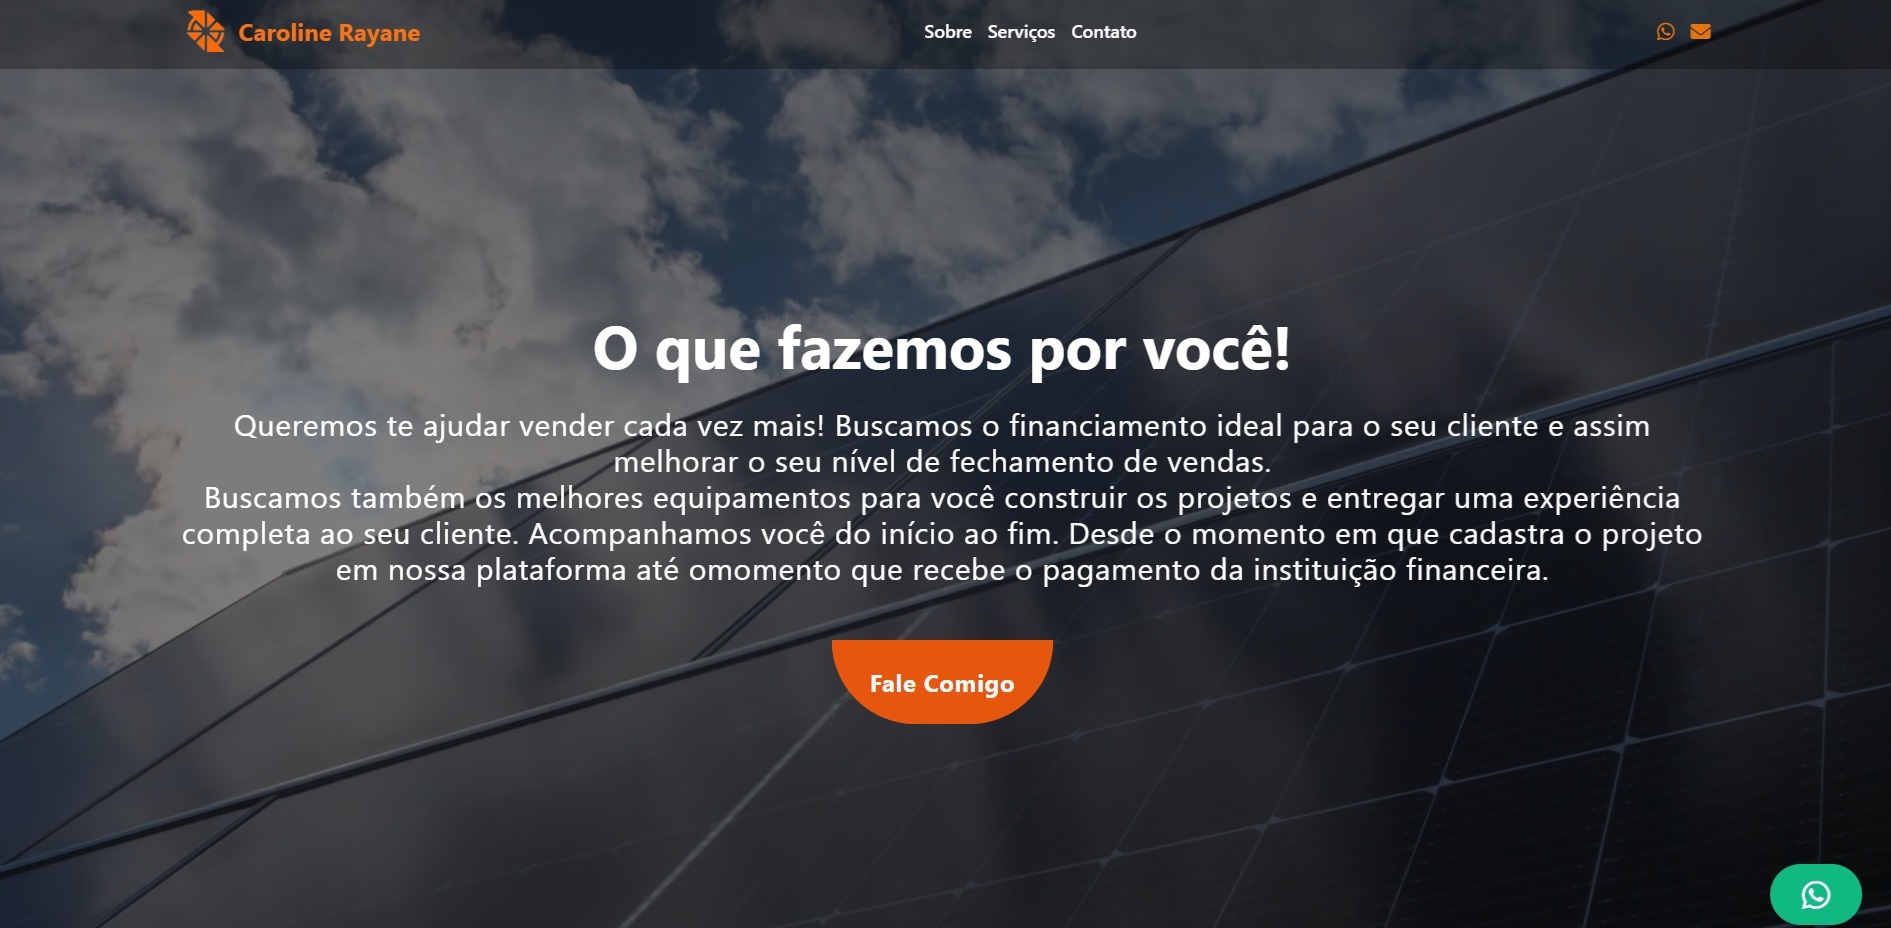 Caroline Rayane
Sobre Serviços Contato
O que fazemos por você!
Queremos te ajudar vender cada vez mais! Buscamos o financiamento ideal para o seu cliente e assim
melhorar o seu nível de fechamento de vendas.
Buscamos também os melhores equipamentos para você construir os projetos e entregar uma experiência
completa ao seu cliente. Acompanhamos você do início ao fim. Desde o momento em que cadastra o projeto
em nossa plataforma até omomento que recebe o pagamento da instituição financeira.
Fale Comigo